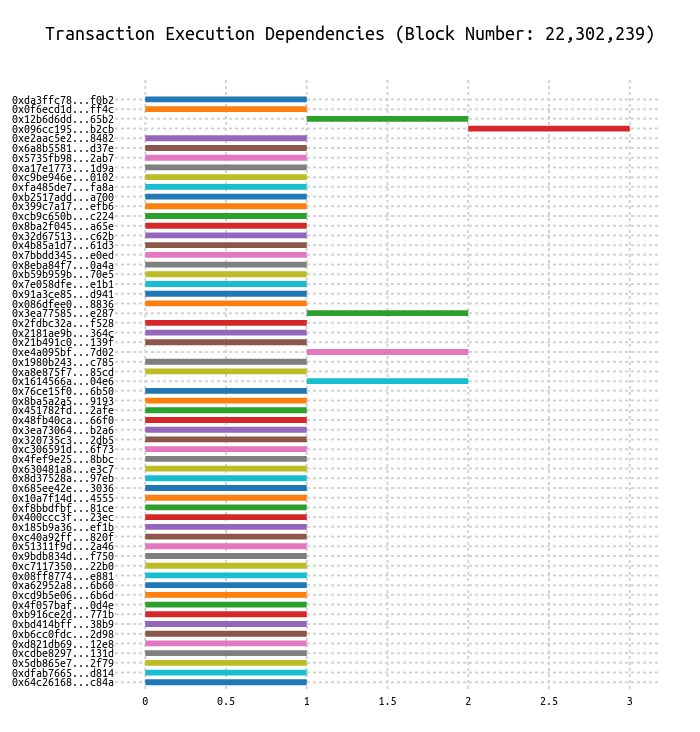 Transaction Execution Dependencies (Block Number: 22,302,239)
0xda3ffc78...f0b2
0x0f6ecd1d...ff4c
0x12b6d6dd...65b2
0x096cc195...b2cb
0xe2aac5e2...8482
0x6a8b5581...d37e
0x5735fb98...2ab7
0xa17e1773...1d9a
0xc9be946e...0102
0xfa485de7...fa8a
0xb2517add...a700
0x399c7a17...efb6
0xcb9c650b...c224
0x8ba2f045...a65e
0x32d67513...c62b
0x4b85a1d7...61d3
0x7bbdd345...e0ed
0x8eba84f7...0a4a
0xb59b959b...70e5
0x7e058dfe...e1b1
0x91a3ce85...d941
0x086dfee0...8836
0x3ea77585...e287
0x2fdbc32a...f528
0x2181ae9b...364c
0x21b491c0...139f
0xe4a095bf...7d02
0x1980b243...c785
0xa8e875f7...85cd
0x1614566a...04e6
0x76ce15f0...6b50
0x8ba5a2a5...9193
0x451782fd...2afe
0x48fb40ca...66f0
0x3ea73064...b2a6
0x320735c3...2db5
0xc306591d...6f73
0x4fef9e25...8bbc
0x630481a8...e3c7
0x8d37528a...97eb
0x685ee42e...3036
0x10a7f14d...4555
0xf8bbdfbf...81ce
0x400ccc3f...23ec
0x185b9a36...ef1b
0xc40a92ff...820f
0x51311f9d...2a46
0x9bdb834d...f750
0xc7117350...22b0
0x08ff8774...e881
0xa62952a8...6b60
0xcd9b5e06...6b6d
0x4f057baf...0d4e
0xb916ce2d...771b
0xbd414bff...38b9
0xb6cc0fdc...2d98
0xd821db69...12e8
0xcdbe8297...131d
0x5db865e7...2f79
0xdfab7665...d814
0x64c26168...c84a
0 0.5 1 1.5 2 2.5 3